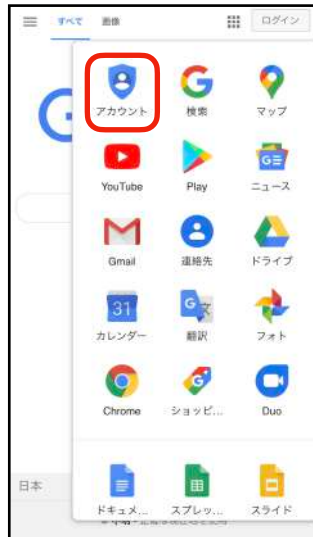 すべて 画像 ログイン
アカウント 検索 マップ
G
YouTube Play ニュース
Gmail 連絡先 ドライブ
31
カレンダー 翻訳 フォト
Chrome ショッピ... Duo
日本
ドキュメ... スプレッ... スライド